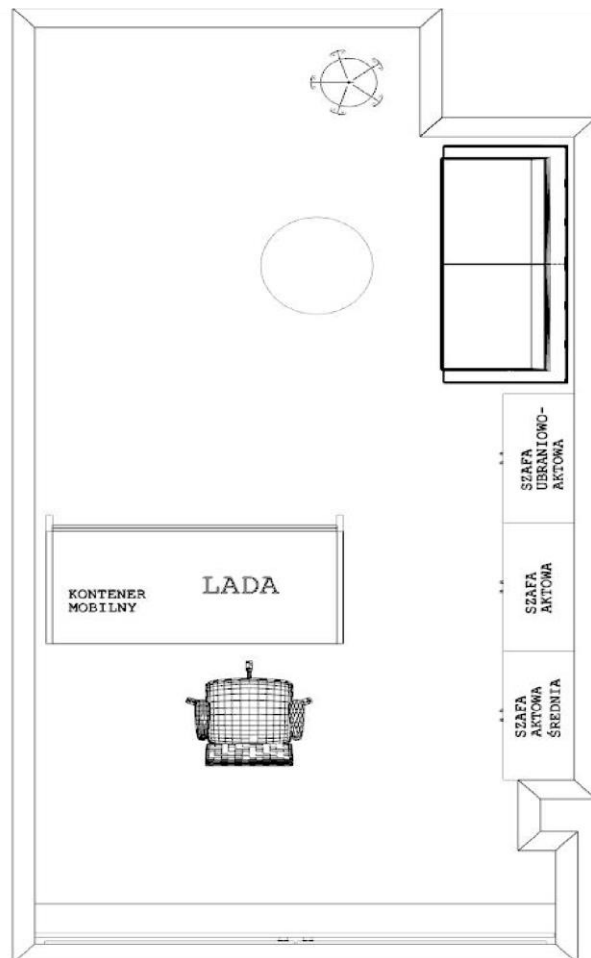 SZAFA
UBRANIOWO-
AKTOWA
SZAFA
AKTOWA
LADA
KONTENER
MOBILNY
SZAFA
AKTOWA
ŚREDNIA